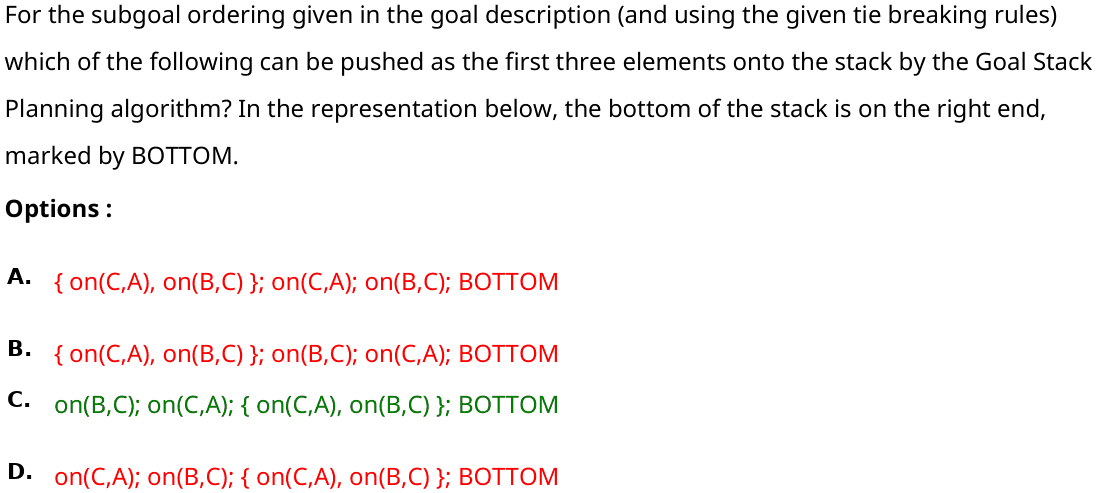 For the subgoal ordering given in the goal description (and using the given tie breaking rules)
which of the following can be pushed as the first three elements onto the stack by the Goal Stack
Planning algorithm? In the representation below, the bottom of the stack is on the right end,
marked by BOTTOM.
Options :
A. { on(C,A), on(B,C) }; on(C,A); on(B,C); BOTTOM
B. { on(C,A), on(B,C) }; on(B,C); on(C,A); BOTTOM
C. on(B,C); on(C,A); { on(C,A), on(B,C) }; BOTTOM
D. on(C,A); on(B,C); { on(C,A), on(B,C) }; BOTTOM